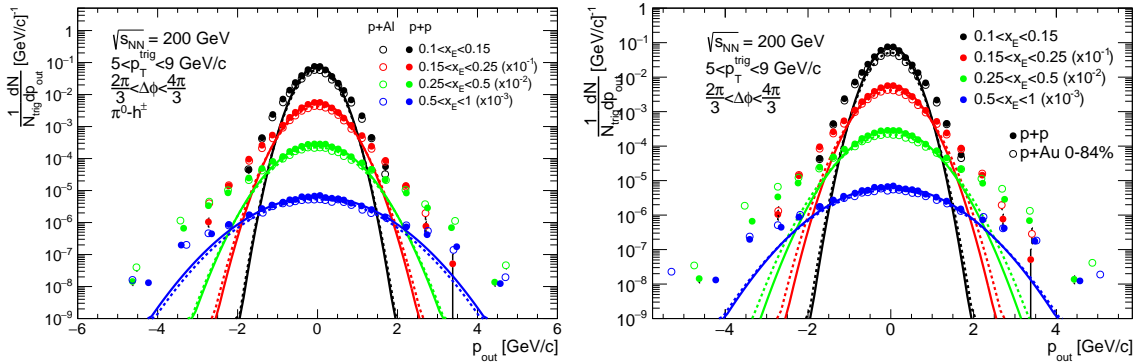 p+Al p+p
√s_NN = 200 GeV
5<p_T^trig<9 GeV/c
2π/3<Δϕ<4π/3
π⁰-h±
0.1<x_E<0.15
0.15<x_E<0.25 (x10⁻¹)
0.25<x_E<0.5 (x10⁻²)
0.5<x_E<1 (x10⁻³)
1/N_trig dN/dp_out [GeV/c]⁻¹
10⁻¹
10⁻²
10⁻³
10⁻⁴
10⁻⁵
10⁻⁶
10⁻⁷
10⁻⁸
10⁻⁹
−6 −4 −2 0 2 4 6
p_out [GeV/c]
√s_NN = 200 GeV
5<p_T^trig<9 GeV/c
2π/3<Δϕ<4π/3
0.1<x_E<0.15
0.15<x_E<0.25 (x10⁻¹)
0.25<x_E<0.5 (x10⁻²)
0.5<x_E<1 (x10⁻³)
p+p
p+Au 0-84%
1/N_trig dN/dp_out [GeV/c]⁻¹
10⁻¹
10⁻²
10⁻³
10⁻⁴
10⁻⁵
10⁻⁶
10⁻⁷
10⁻⁸
10⁻⁹
−4 −2 0 2 4
p_out [GeV/c]